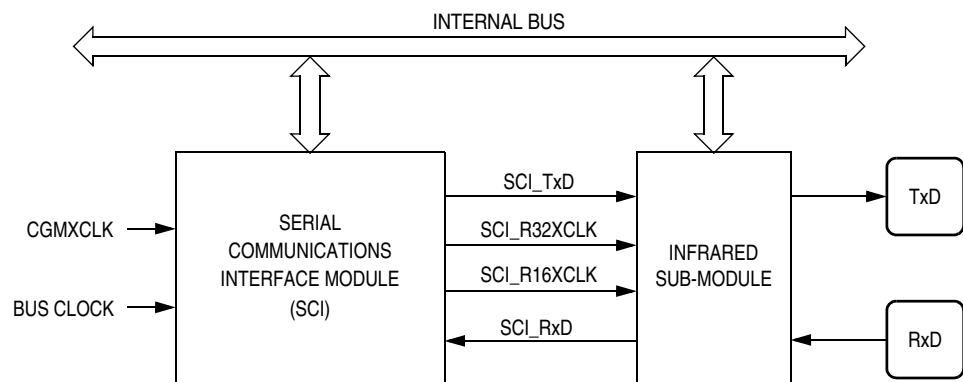 INTERNAL BUS
CGMXCLK
BUS CLOCK
SERIAL
COMMUNICATIONS
INTERFACE MODULE
(SCI)
SCI_TxD
SCI_R32XCLK
SCI_R16XCLK
SCI_RxD
INFRARED
SUB-MODULE
TxD
RxD